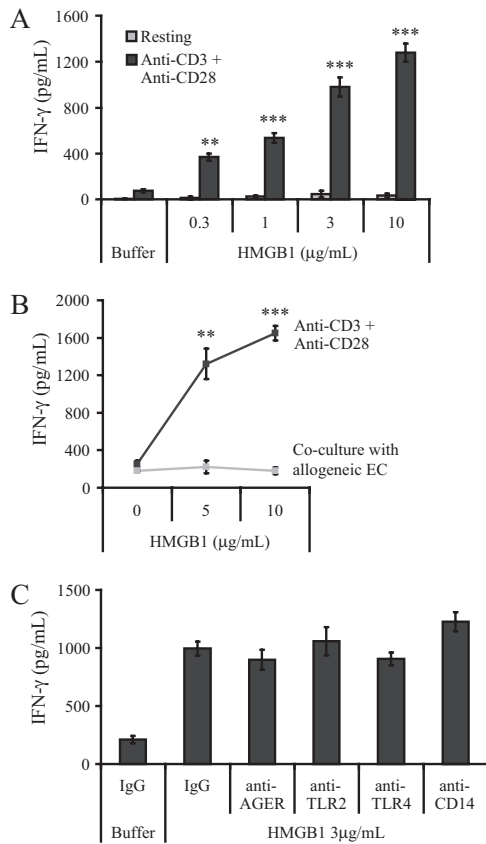 A
IFN-γ (pg/mL)
1600
1200
800
400
0
Resting
Anti-CD3 +
Anti-CD28
**
***
***
***
0.3
1
3
10
Buffer
HMGB1 (μg/mL)
B
IFN-γ (pg/mL)
2000
1600
1200
800
400
0
**
***
Anti-CD3 +
Anti-CD28
Co-culture with
allogeneic EC
0
5
10
HMGB1 (μg/mL)
C
IFN-γ (pg/mL)
1500
1000
500
0
IgG
IgG
anti-
AGER
anti-
TLR2
anti-
TLR4
anti-
CD14
Buffer
HMGB1 3μg/mL